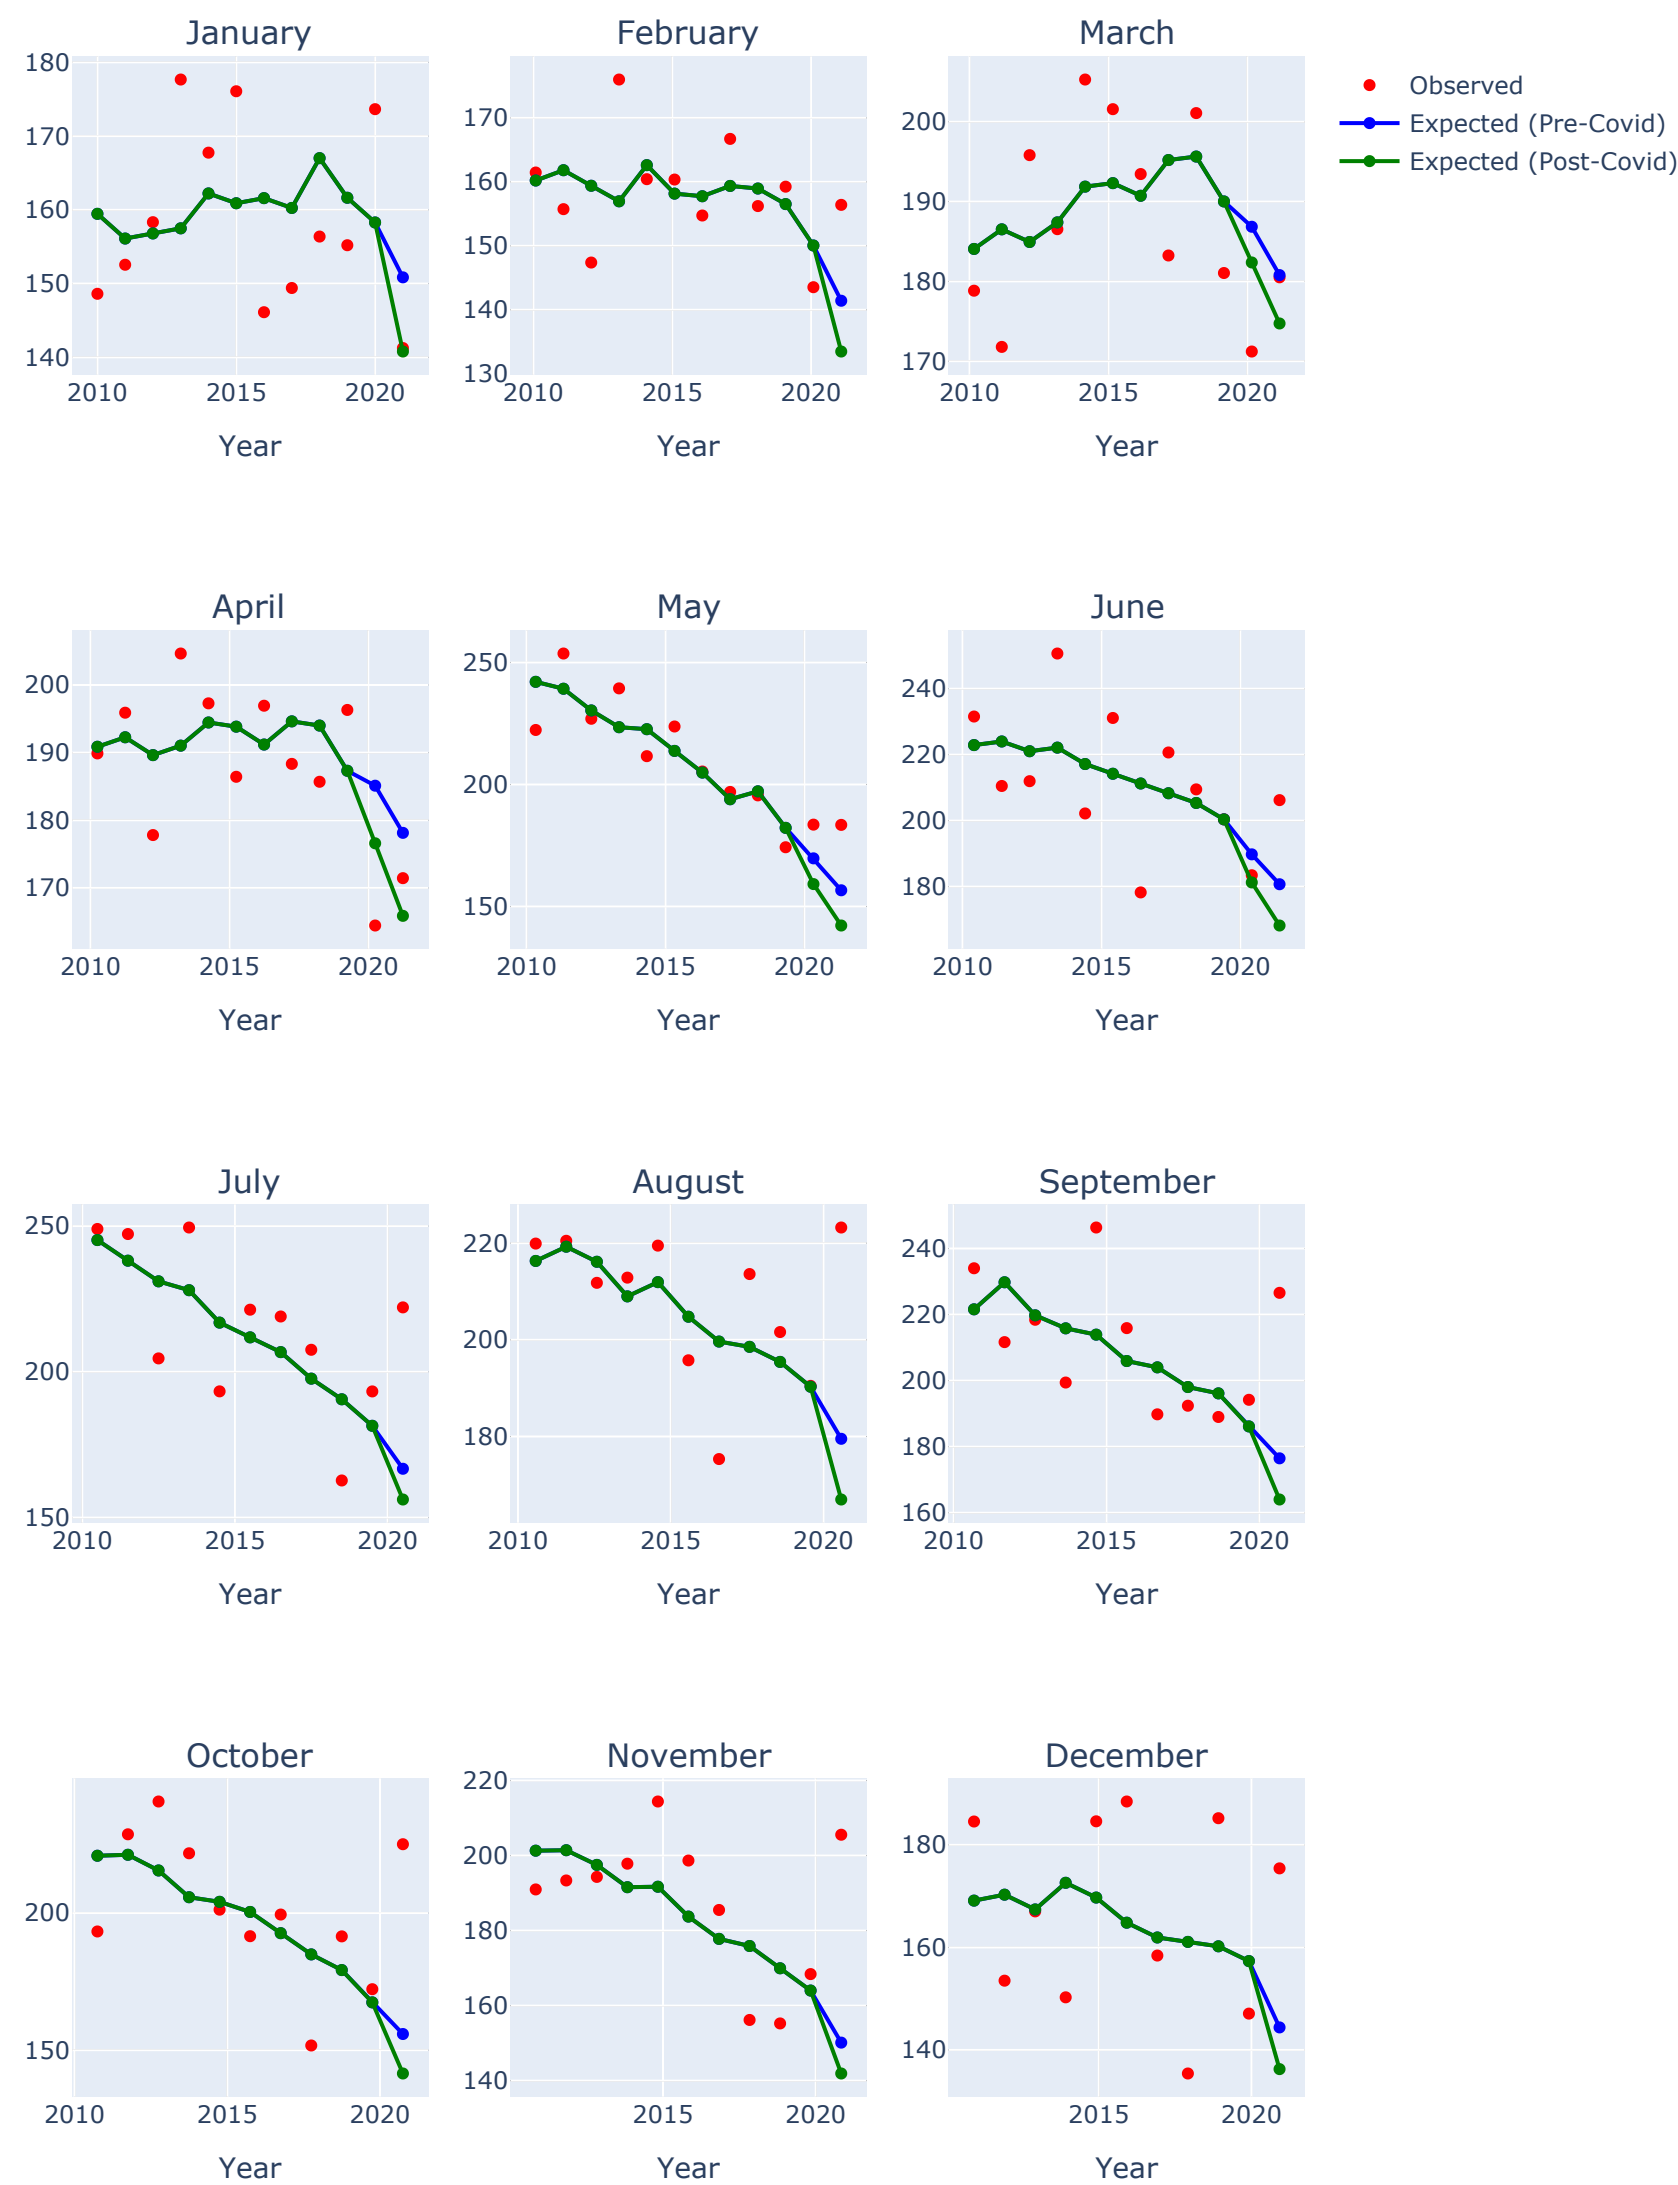 January February March
180
170
160
150
140
2010 2015 2020
Year
170
160
150
140
130
2010 2015 2020
Year
200
190
180
170
2010 2015 2020
Year
Observed
Expected (Pre-Covid)
Expected (Post-Covid)
April May June
200
190
180
170
2010 2015 2020
Year
250
200
150
2010 2015 2020
Year
240
220
200
180
2010 2015 2020
Year
July August September
250
200
150
2010 2015 2020
Year
220
200
180
2010 2015 2020
Year
240
220
200
180
160
2010 2015 2020
Year
October November December
200
150
2010 2015 2020
Year
220
200
180
160
140
2015 2020
Year
180
160
140
2015 2020
Year